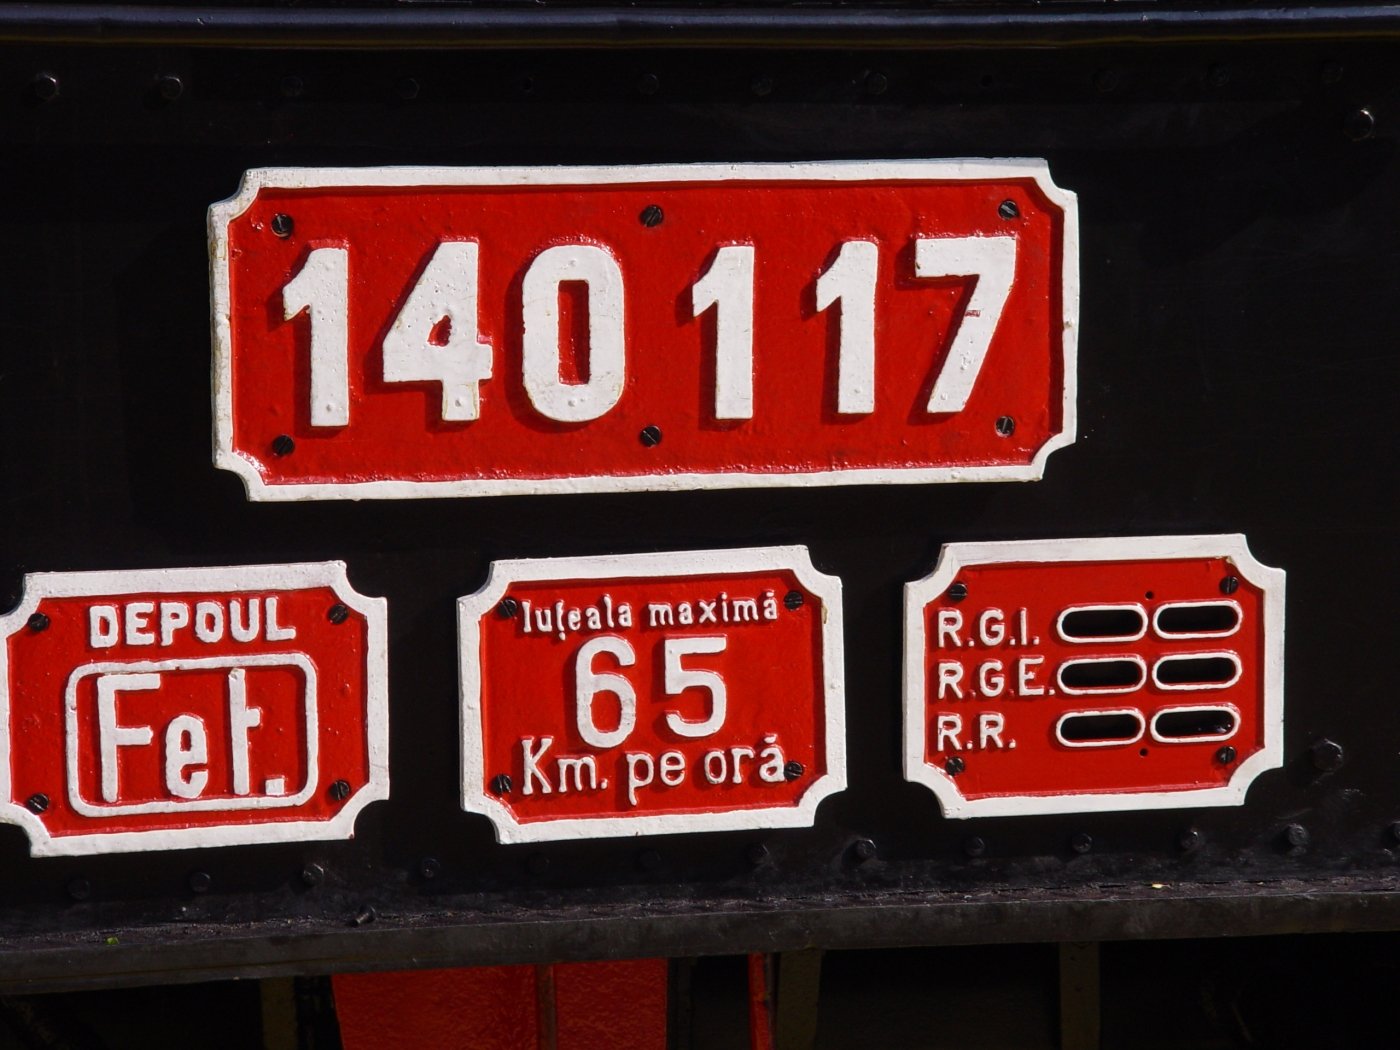 140 117
DEPOUL
Fet.
Iuțeala maximă
65
Km. pe oră
R.G.I.
R.G.E.
R.R.